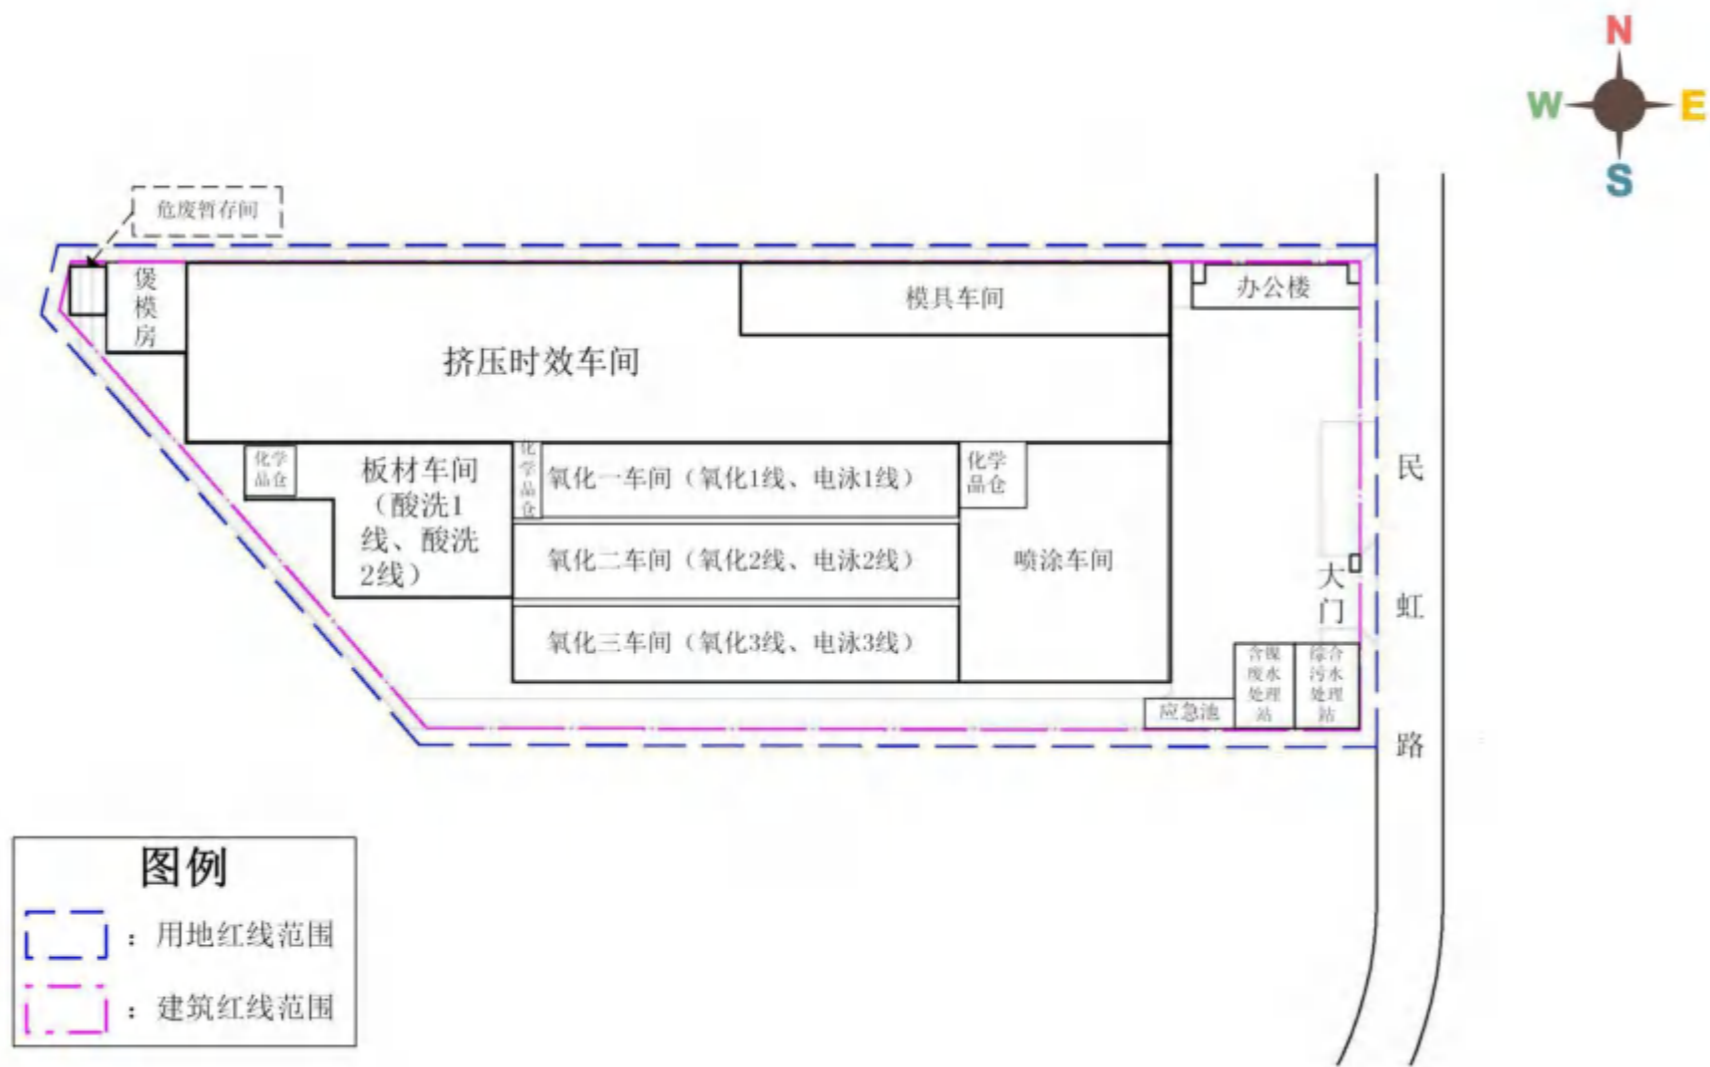 N
W
E
S
危废暂存间
煲
模
房
模具车间
办公楼
挤压时效车间
化学
品仓
板材车间
（酸洗1
线、酸洗
2线）
化
学
品
仓
氧化一车间（氧化1线、电泳1线）
化学
品仓
氧化二车间（氧化2线、电泳2线）
喷涂车间
氧化三车间（氧化3线、电泳3线）
大
门
民
虹
路
含镍
废水
处理
站
综合
污水
处理
站
应急池
图例
：用地红线范围
：建筑红线范围